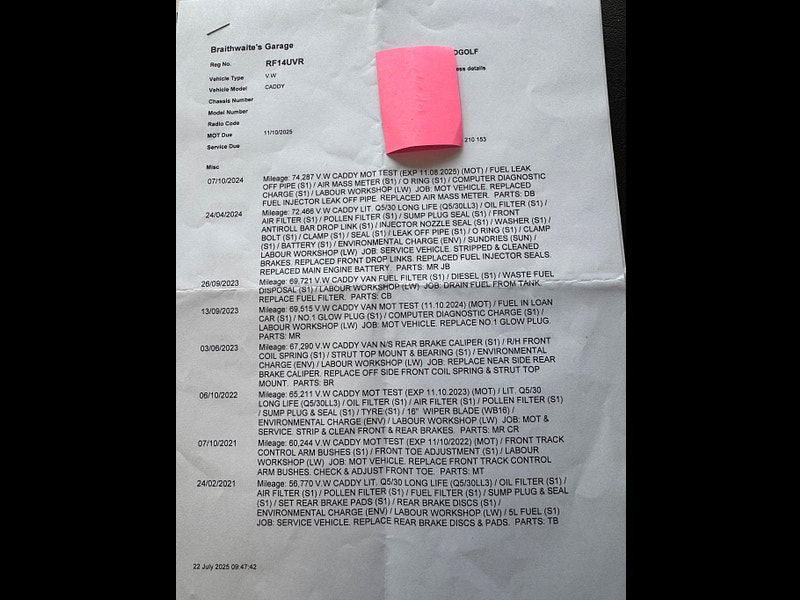 Braithwaite's Garage
Reg No. RF14UVR OGOLF
Vehicle Type V.W ess details
Vehicle Model CADDY
Chassis Number
Model Number
Radio Code
MOT Due 11/10/2025
Service Due 210 153
Misc
07/10/2024 Mileage: 74,287 V.W CADDY MOT TEST (EXP 11.08.2025) (MOT) / FUEL LEAK
OFF PIPE (S1) / AIR MASS METER (S1) / O RING (S1) / COMPUTER DIAGNOSTIC
CHARGE (S1) / LABOUR WORKSHOP (LW) JOB: MOT VEHICLE. REPLACED
FUEL INJECTOR LEAK OFF PIPE. REPLACED AIR MASS METER. PARTS: DB
24/04/2024 Mileage: 72,466 V.W CADDY LIT. Q5/30 LONG LIFE (Q5/30LL3) / OIL FILTER (S1) /
AIR FILTER (S1) / POLLEN FILTER (S1) / SUMP PLUG SEAL (S1) / FRONT
ANTIROLL BAR DROP LINK (S1) / INJECTOR NOZZLE SEAL (S1) / WASHER (S1) /
BOLT (S1) / CLAMP (S1) / SEAL (S1) / LEAK OFF PIPE (S1) / O RING (S1) / CLAMP
(S1) / BATTERY (S1) / ENVIRONMENTAL CHARGE (ENV) / SUNDRIES (SUN) /
LABOUR WORKSHOP (LW) JOB: SERVICE VEHICLE. STRIPPED & CLEANED
BRAKES. REPLACED FRONT DROP LINKS. REPLACED FUEL INJECTOR SEALS.
REPLACED MAIN ENGINE BATTERY. PARTS: MR JB
26/09/2023 Mileage: 69,721 V.W CADDY VAN FUEL FILTER (S1) / DIESEL (S1) / WASTE FUEL
DISPOSAL (S1) / LABOUR WORKSHOP (LW) JOB: DRAIN FUEL FROM TANK.
REPLACE FUEL FILTER. PARTS: CB
13/09/2023 Mileage: 69,515 V.W CADDY VAN MOT TEST (11.10.2024) (MOT) / FUEL IN LOAN
CAR (S1) / NO.1 GLOW PLUG (S1) / COMPUTER DIAGNOSTIC CHARGE (S1) /
LABOUR WORKSHOP (LW) JOB: MOT VEHICLE. REPLACE NO.1 GLOW PLUG.
PARTS: MR
03/06/2023 Mileage: 67,290 V.W CADDY VAN N/S REAR BRAKE CALIPER (S1) / R/H FRONT
COIL SPRING (S1) / STRUT TOP MOUNT & BEARING (S1) / ENVIRONMENTAL
CHARGE (ENV) / LABOUR WORKSHOP (LW) JOB: REPLACE NEAR SIDE REAR
BRAKE CALIPER. REPLACE OFF SIDE FRONT COIL SPRING & STRUT TOP
MOUNT. PARTS: BR
06/10/2022 Mileage: 65,211 V.W CADDY MOT TEST (EXP 11.10.2023) (MOT) / LIT. Q5/30
LONG LIFE (Q5/30LL3) / OIL FILTER (S1) / AIR FILTER (S1) / POLLEN FILTER (S1)
/ SUMP PLUG & SEAL (S1) / TYRE (S1) / 16" WIPER BLADE (WB16) /
ENVIRONMENTAL CHARGE (ENV) / LABOUR WORKSHOP (LW) JOB: MOT &
SERVICE. STRIP & CLEAN FRONT & REAR BRAKES. PARTS: MR CR
07/10/2021 Mileage: 60,244 V.W CADDY MOT TEST (EXP 11/10/2022) (MOT) / FRONT TRACK
CONTROL ARM BUSHES (S1) / FRONT TOE ADJUSTMENT (S1) / LABOUR
WORKSHOP (LW) JOB: MOT VEHICLE. REPLACE FRONT TRACK CONTROL
ARM BUSHES. CHECK & ADJUST FRONT TOE. PARTS: MT
24/02/2021 Mileage: 56,770 V.W CADDY LIT. Q5/30 LONG LIFE (Q5/30LL3) / OIL FILTER (S1) /
AIR FILTER (S1) / POLLEN FILTER (S1) / FUEL FILTER (S1) / SUMP PLUG & SEAL
(S1) / SET REAR BRAKE PADS (S1) / REAR BRAKE DISCS (S1) /
ENVIRONMENTAL CHARGE (ENV) / LABOUR WORKSHOP (LW) / 5L FUEL (S1)
JOB: SERVICE VEHICLE. REPLACE REAR BRAKE DISCS & PADS. PARTS: TB
22 July 2025 09:47:42